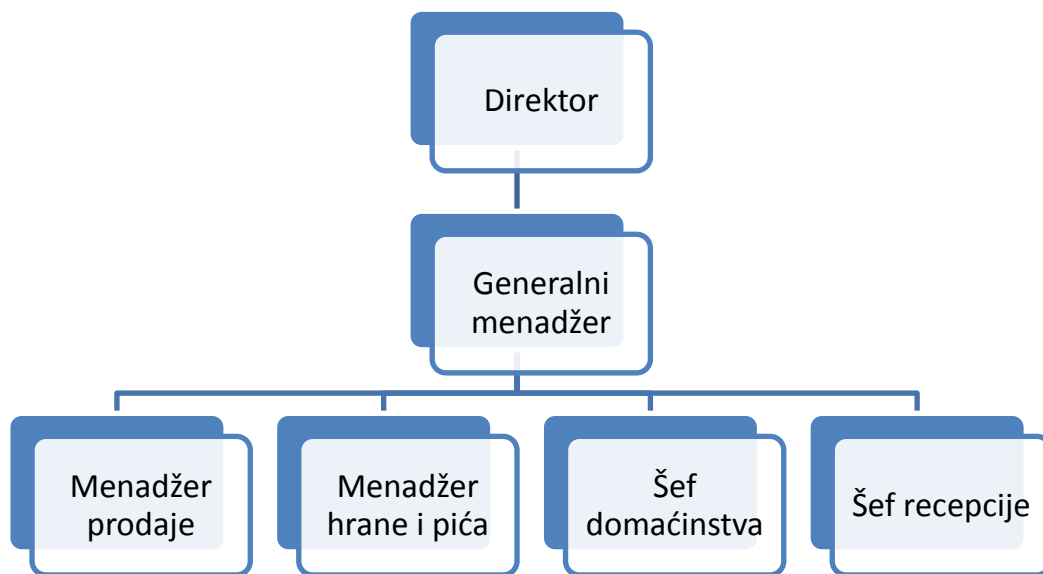 Direktor
Generalni
menadžer
Menadžer
prodaje
Menadžer
hrane i pića
Šef
domaćinstva
Šef recepcije